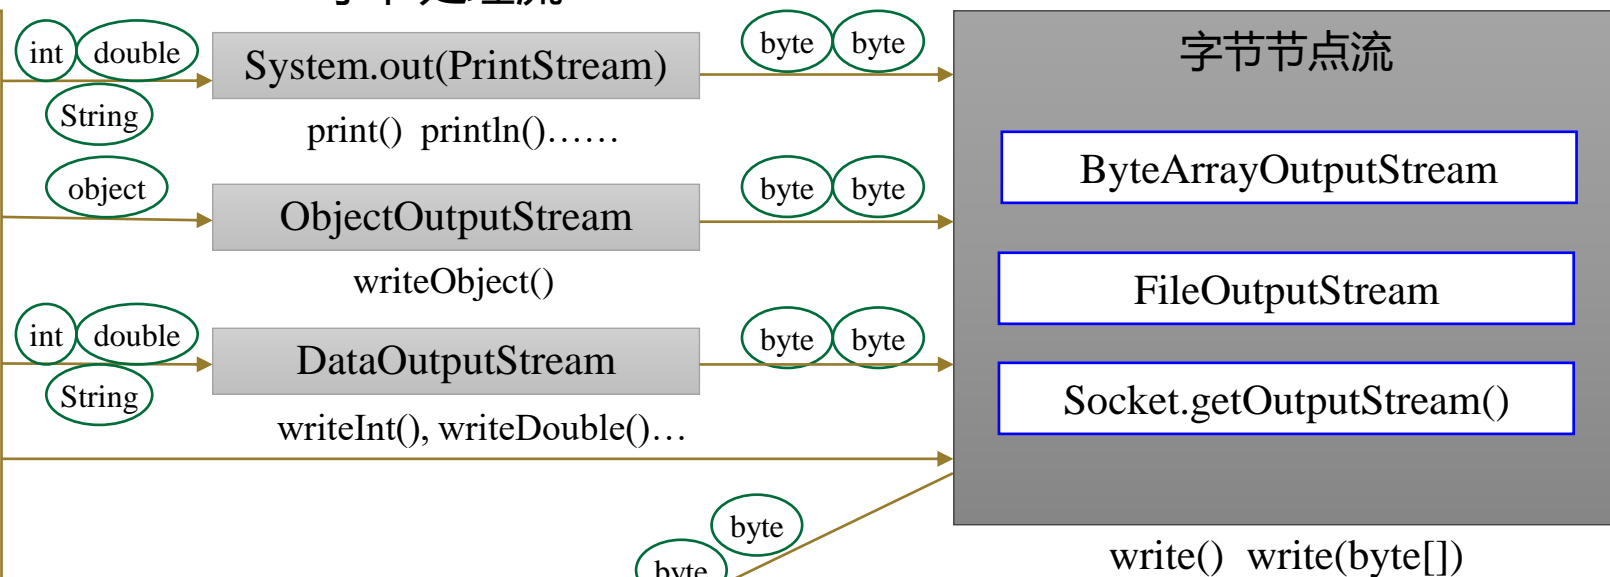 int double
System.out(PrintStream)
byte byte
字节节点流
String
print() println()……
object
ObjectOutputStream
byte byte
ByteArrayOutputStream
writeObject()
FileOutputStream
int double
DataOutputStream
byte byte
String
writeInt(), writeDouble()…
Socket.getOutputStream()
byte
byte
write() write(byte[])